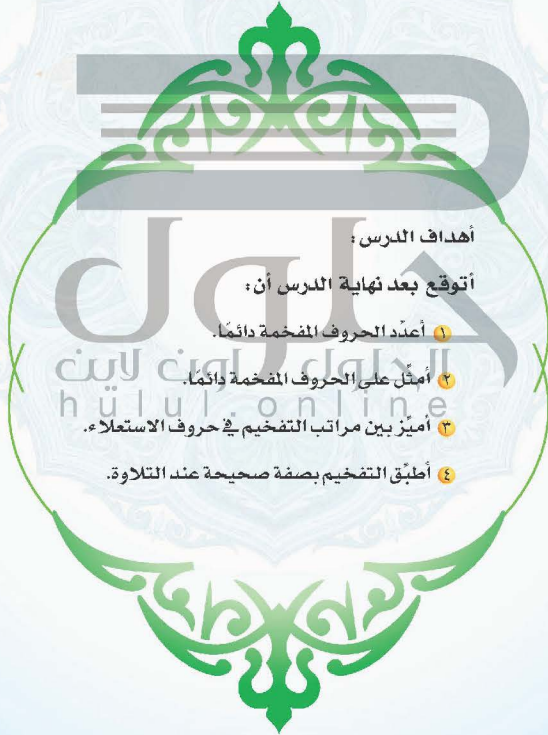 أهداف الدرس:
أتوقع بعد نهاية الدرس أن:
١ أعدّد الحروف المفخمة دائمًا.
٢ أمثّل على الحروف المفخمة دائمًا.
٣ أميّز بين مراتب التفخيم في حروف الاستعلاء.
٤ أطبّق التفخيم بصفة صحيحة عند التلاوة.
حلول
الحلول اون لاين
hulul.online